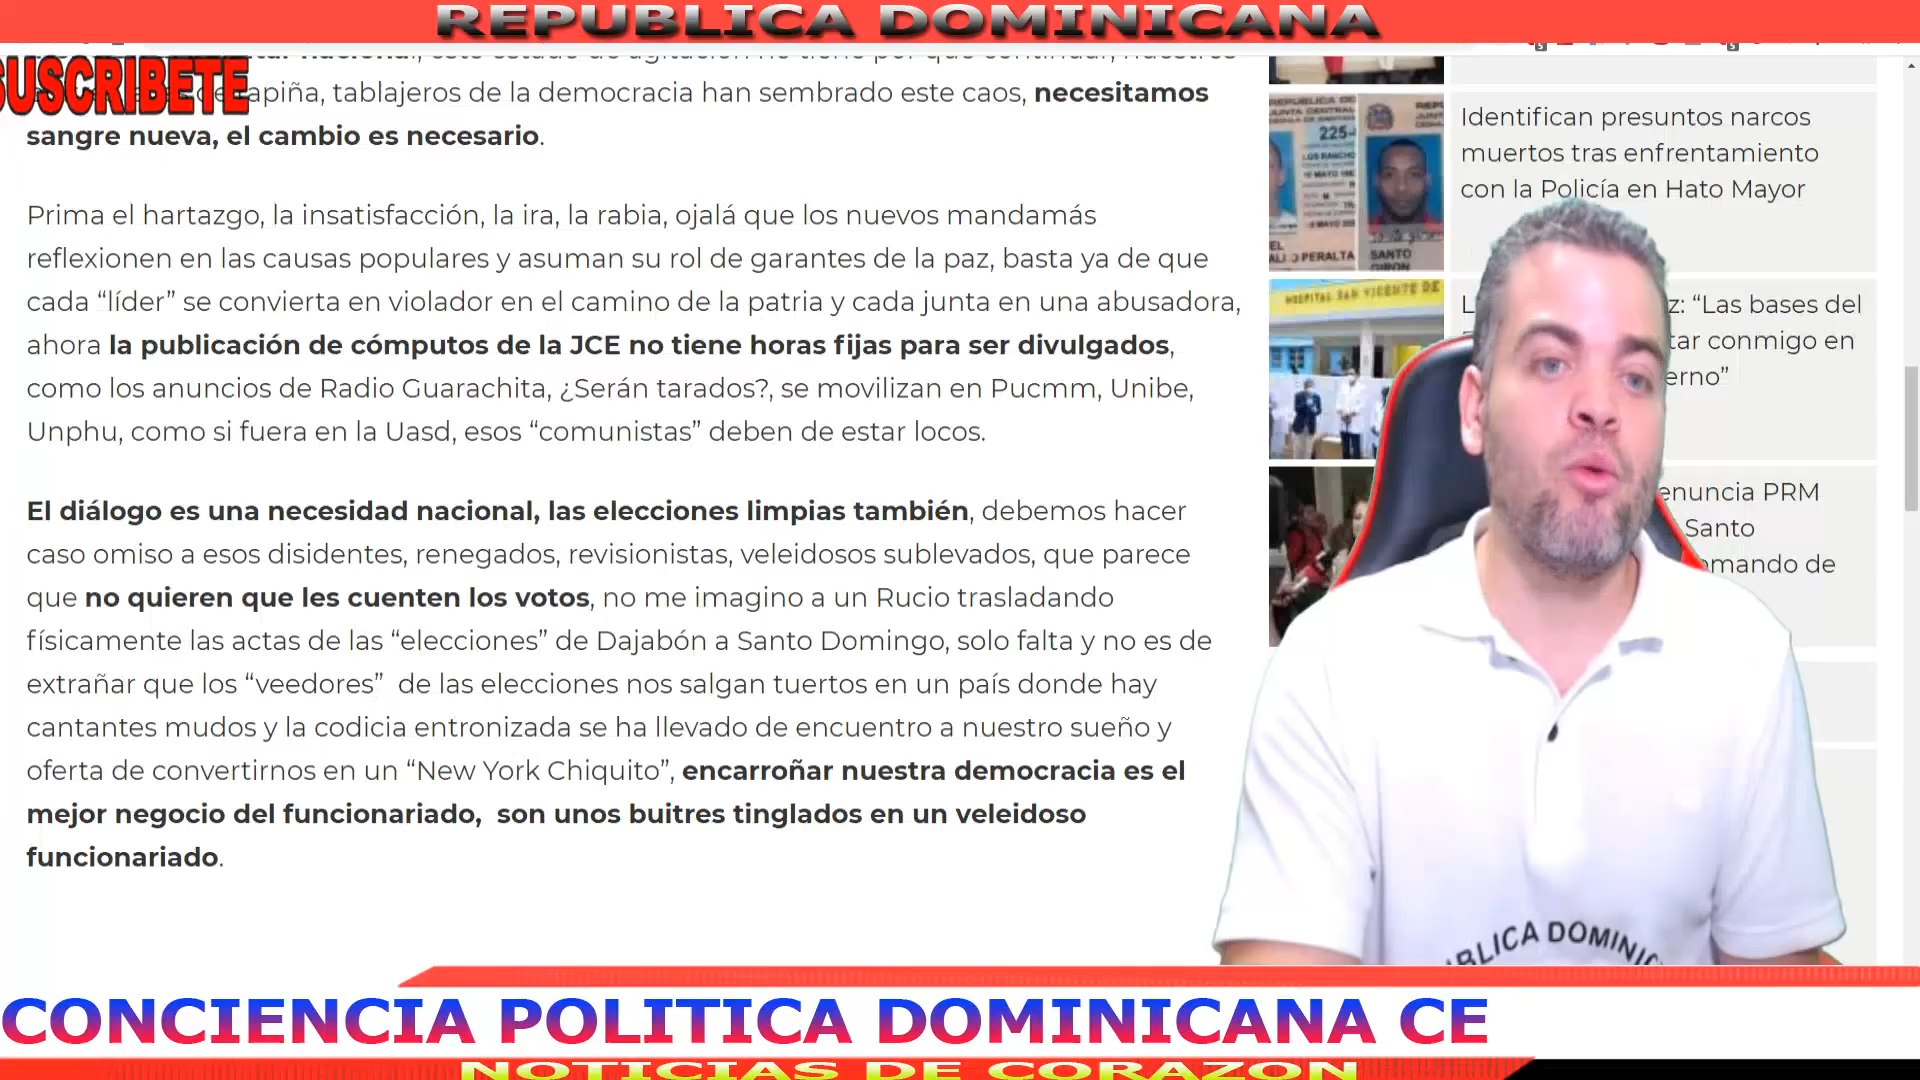 REPUBLICA DOMINICANA
SUSCRIBETE
tablajeros de la democracia han sembrado este caos, necesitamos
sangre nueva, el cambio es necesario.
Prima el hartazgo, la insatisfacción, la ira, la rabia, ojalá que los nuevos mandamás
reflexionen en las causas populares y asuman su rol de garantes de la paz, basta ya de que
cada “líder” se convierta en violador en el camino de la patria y cada junta en una abusadora,
ahora la publicación de cómputos de la JCE no tiene horas fijas para ser divulgados,
como los anuncios de Radio Guarachita, ¿Serán tarados?, se movilizan en Pucmm, Unibe,
Unphu, como si fuera en la Uasd, esos “comunistas” deben de estar locos.
El diálogo es una necesidad nacional, las elecciones limpias también, debemos hacer
caso omiso a esos disidentes, renegados, revisionistas, veleidosos sublevados, que parece
que no quieren que les cuenten los votos, no me imagino a un Rucio trasladando
físicamente las actas de las “elecciones” de Dajabón a Santo Domingo, solo falta y no es de
extrañar que los “veedores” de las elecciones nos salgan tuertos en un país donde hay
cantantes mudos y la codicia entronizada se ha llevado de encuentro a nuestro sueño y
oferta de convertirnos en un “New York Chiquito”, encarroñar nuestra democracia es el
mejor negocio del funcionariado, son unos buitres tinglados en un veleidoso
funcionariado.
225-
PERALTA
SANTO
GIRON
Identifican presuntos narcos
muertos tras enfrentamiento
con la Policía en Hato Mayor
HOSPITAL SAN VICENTE DE
“Las bases del
conmigo en
PRM
Santo
de
DOMINIC
CONCIENCIA POLITICA DOMINICANA CE
NOTICIAS DE CORAZON